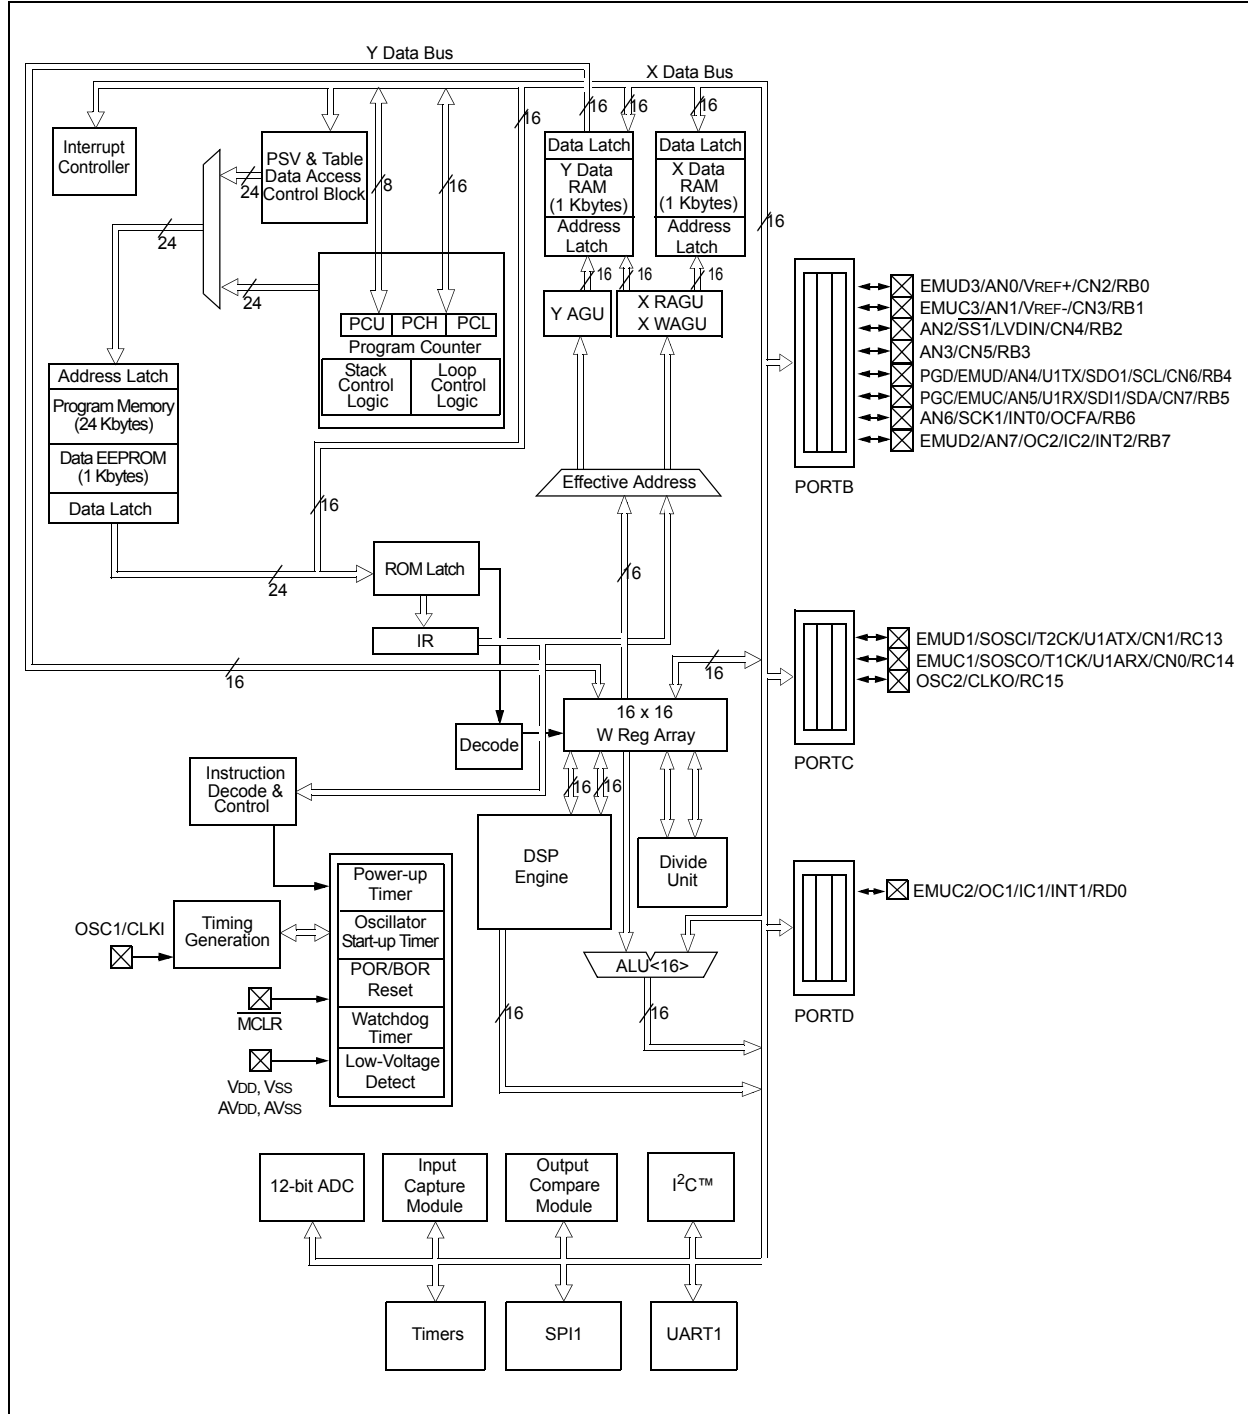 Y Data Bus
X Data Bus
16
16
16
16
Interrupt
Controller
PSV & Table
Data Access
Control Block
24
8
16
Data Latch
Y Data
RAM
(1 Kbytes)
Address
Latch
Data Latch
X Data
RAM
(1 Kbytes)
Address
Latch
16
24
24
16
16
16
Y AGU
X RAGU
X WAGU
PCU
PCH
PCL
Program Counter
Stack
Control
Logic
Loop
Control
Logic
Address Latch
Program Memory
(24 Kbytes)
Data EEPROM
(1 Kbytes)
Data Latch
16
24
Effective Address
ROM Latch
16
IR
16
16
16 x 16
W Reg Array
Decode
Instruction
Decode &
Control
16
16
DSP
Engine
Divide
Unit
Power-up
Timer
Oscillator
Start-up Timer
POR/BOR
Reset
Watchdog
Timer
Low-Voltage
Detect
OSC1/CLKI
Timing
Generation
MCLR
VDD, VSS
AVDD, AVSS
ALU<16>
16
16
12-bit ADC
Input
Capture
Module
Output
Compare
Module
I2C™
Timers
SPI1
UART1
EMUD3/AN0/VREF+/CN2/RB0
EMUC3/AN1/VREF-/CN3/RB1
AN2/SS1/LVDIN/CN4/RB2
AN3/CN5/RB3
PGD/EMUD/AN4/U1TX/SDO1/SCL/CN6/RB4
PGC/EMUC/AN5/U1RX/SDI1/SDA/CN7/RB5
AN6/SCK1/INT0/OCFA/RB6
EMUD2/AN7/OC2/IC2/INT2/RB7
PORTB
EMUD1/SOSCI/T2CK/U1ATX/CN1/RC13
EMUC1/SOSCO/T1CK/U1ARX/CN0/RC14
OSC2/CLKO/RC15
PORTC
EMUC2/OC1/IC1/INT1/RD0
PORTD